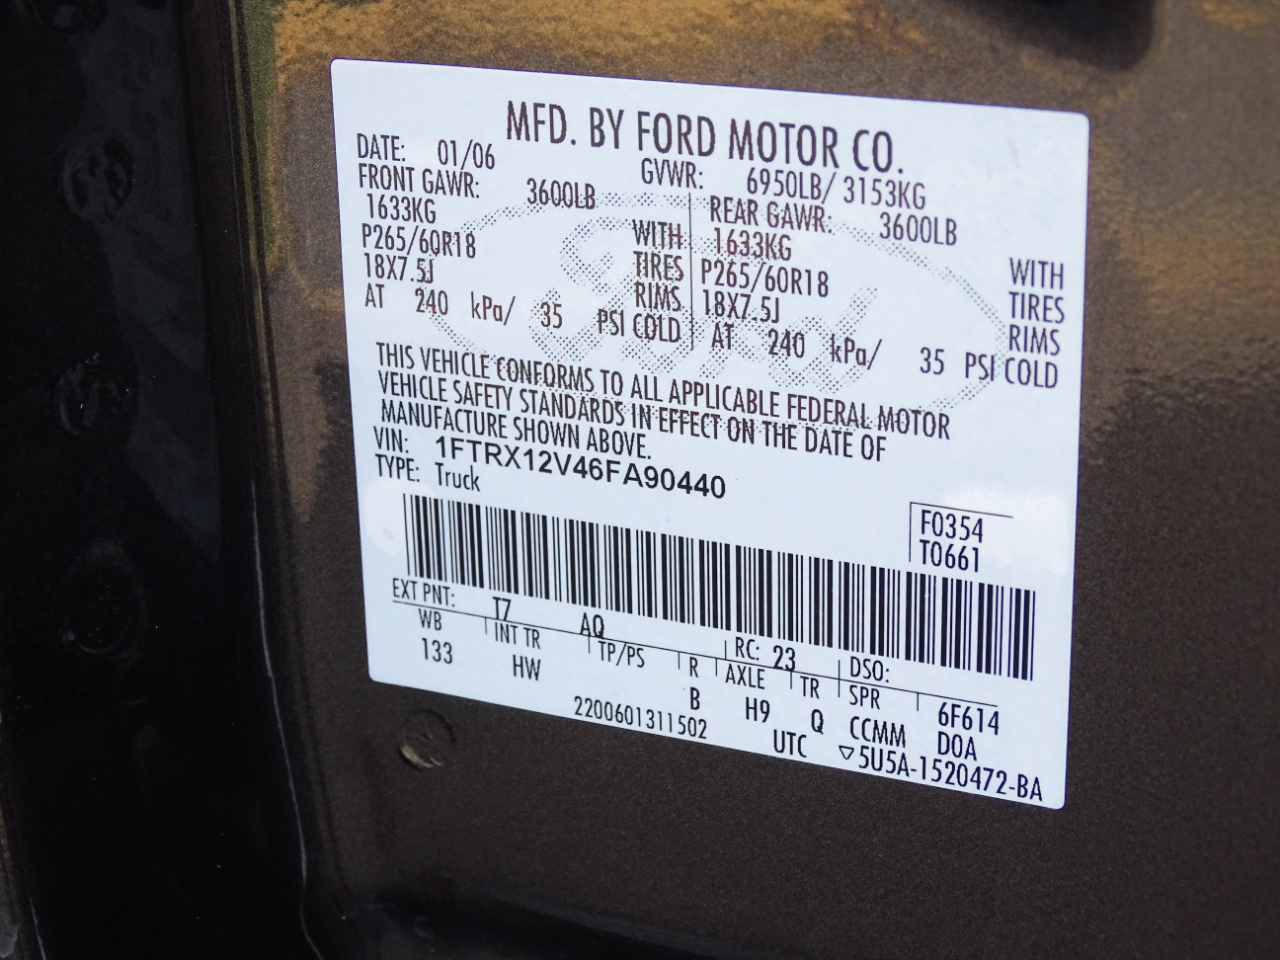 MFD. BY FORD MOTOR CO.
DATE: 01/06 GVWR: 6950LB/ 3153KG
FRONT GAWR: 3600LB REAR GAWR: 3600LB
1633KG WITH 1633KG WITH
P265/60R18 TIRES P265/60R18 TIRES
18X7.5J RIMS 18X7.5J RIMS
AT 240 kPa/ 35 PSI COLD AT 240 kPa/ 35 PSI COLD
THIS VEHICLE CONFORMS TO ALL APPLICABLE FEDERAL MOTOR
VEHICLE SAFETY STANDARDS IN EFFECT ON THE DATE OF
MANUFACTURE SHOWN ABOVE.
VIN: 1FTRX12V46FA90440
TYPE: Truck
F0354
T0661
EXT PNT: T7 AQ RC: 23 DSO:
WB INT TR TP/PS R AXLE TR SPR 6F614
133 HW B H9 Q CCMM DOA
2200601311502 UTC ▽5U5A-1520472-BA
Ford